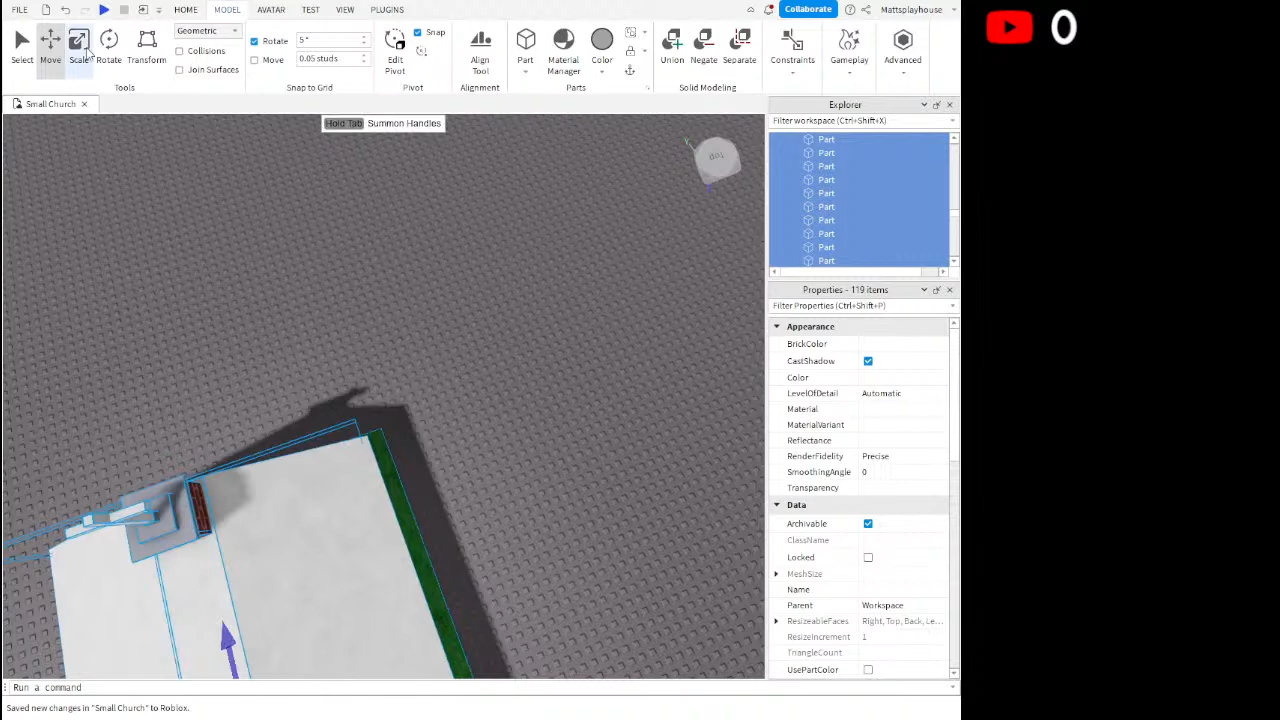 FILE HOME MODEL AVATAR TEST VIEW PLUGINS Collaborate Mattsplayhouse
Geometric
Collisions
Join Surfaces
Select Move Scale Rotate Transform
Tools
Rotate 5 °
Move 0.05 studs
Snap to Grid
Edit
Pivot
Snap
Pivot
Align
Tool
Alignment
Part Material
Manager Color
Parts
Union Negate Separate
Solid Modeling
Constraints Gameplay Advanced
Small Church
Hold Tab Summon Handles
TOP
Explorer
Filter workspace (Ctrl+Shift+X)
Part
Part
Part
Part
Part
Part
Part
Part
Part
Part
Properties - 119 items
Filter Properties (Ctrl+Shift+P)
Appearance
BrickColor
CastShadow
Color
LevelOfDetail Automatic
Material
MaterialVariant
Reflectance
RenderFidelity Precise
SmoothingAngle 0
Transparency
Data
Archivable
ClassName
Locked
MeshSize
Name
Parent Workspace
ResizeableFaces Right, Top, Back, Le...
ResizeIncrement 1
TriangleCount
UsePartColor
Run a command
Saved new changes in "Small Church" to Roblox.
0